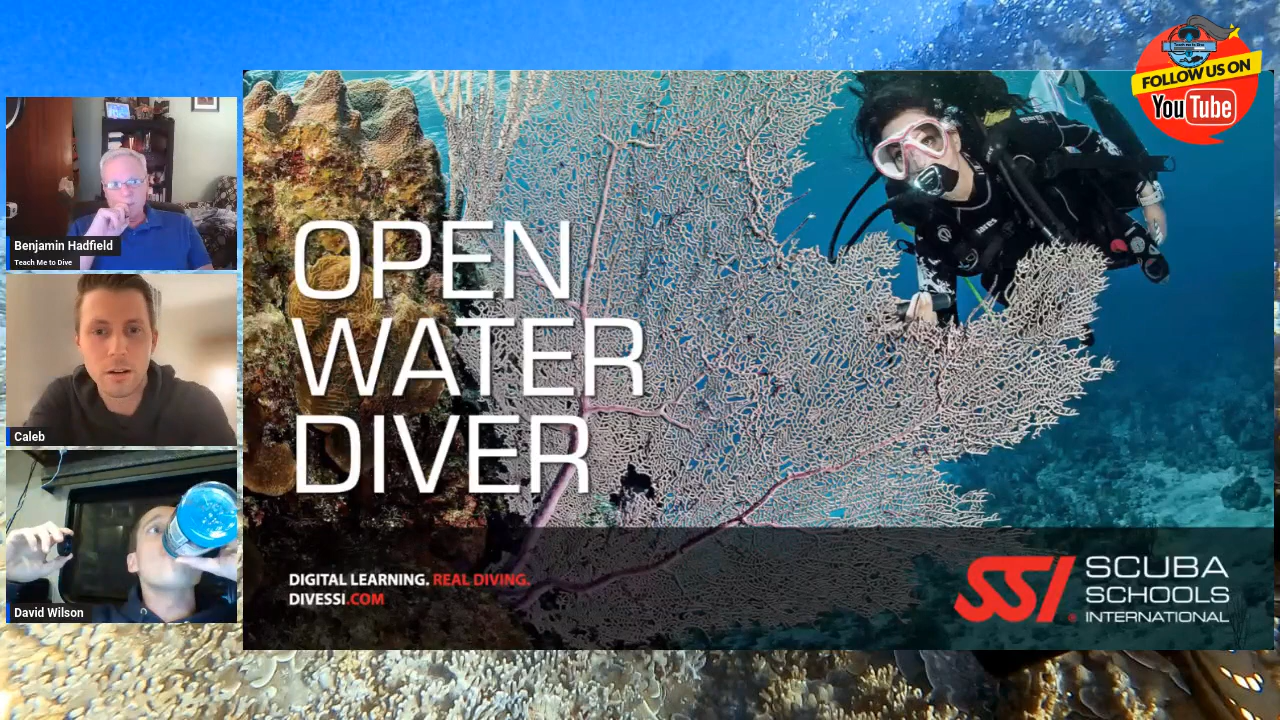 FOLLOW US ON
YouTube
Benjamin Hadfield
Teach Me to Dive
Caleb
David Wilson
OPEN
WATER
DIVER
DIGITAL LEARNING. REAL DIVING.
DIVESSI.COM
SSI
SCUBA
SCHOOLS
INTERNATIONAL